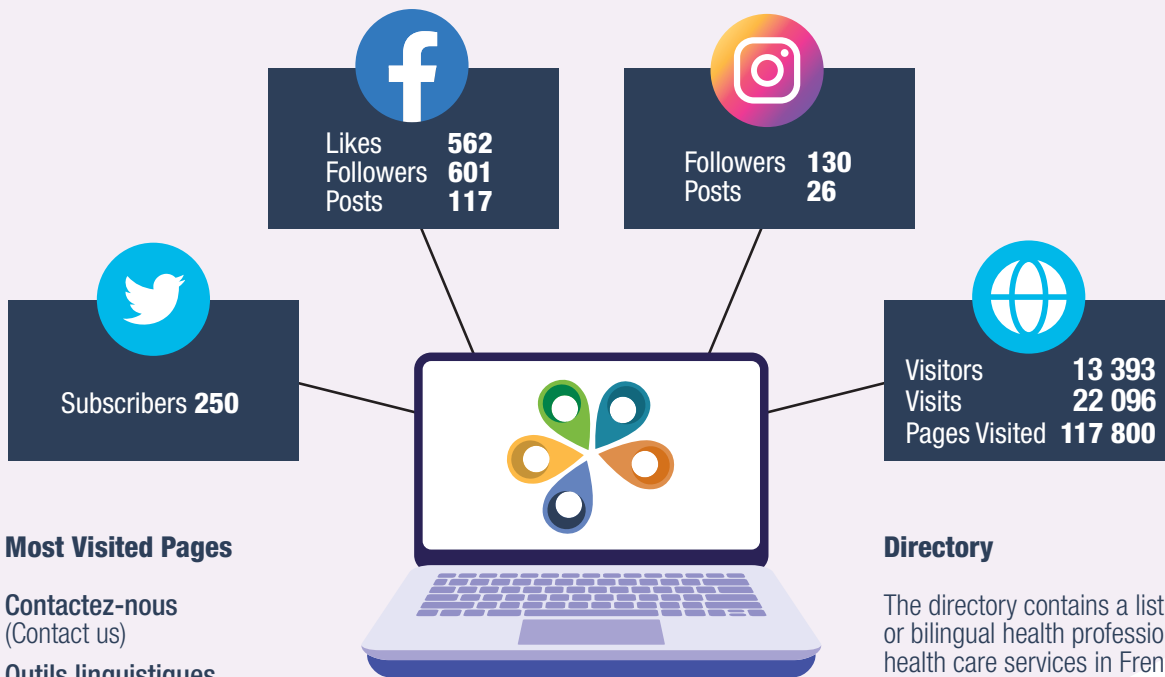 Likes 562
Followers 601
Posts 117
Followers 130
Posts 26
Subscribers 250
Visitors 13 393
Visits 22 096
Pages Visited 117 800
Most Visited Pages
Contactez-nous
(Contact us)
Outils linguistiques
Directory
The directory contains a list
or bilingual health
health care services in